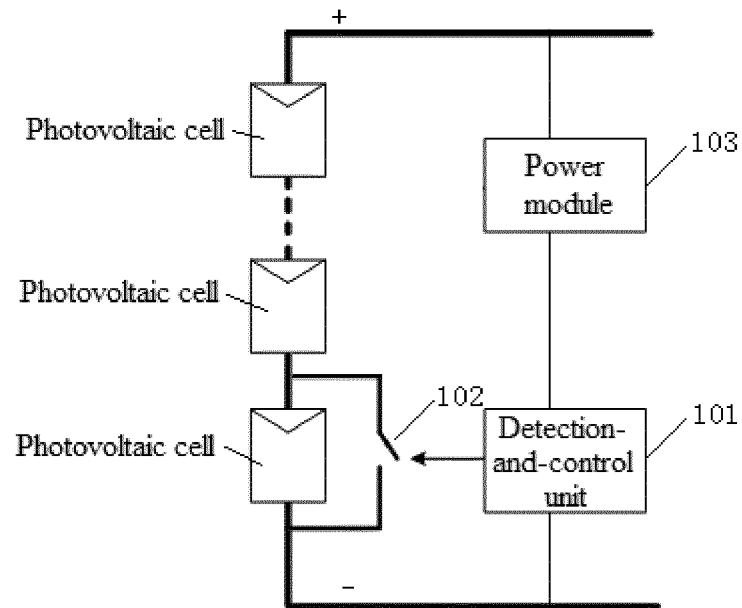 +
Photovoltaic cell
Power
module
103
Photovoltaic cell
102
Photovoltaic cell
Detection-
and-control
unit
101
−